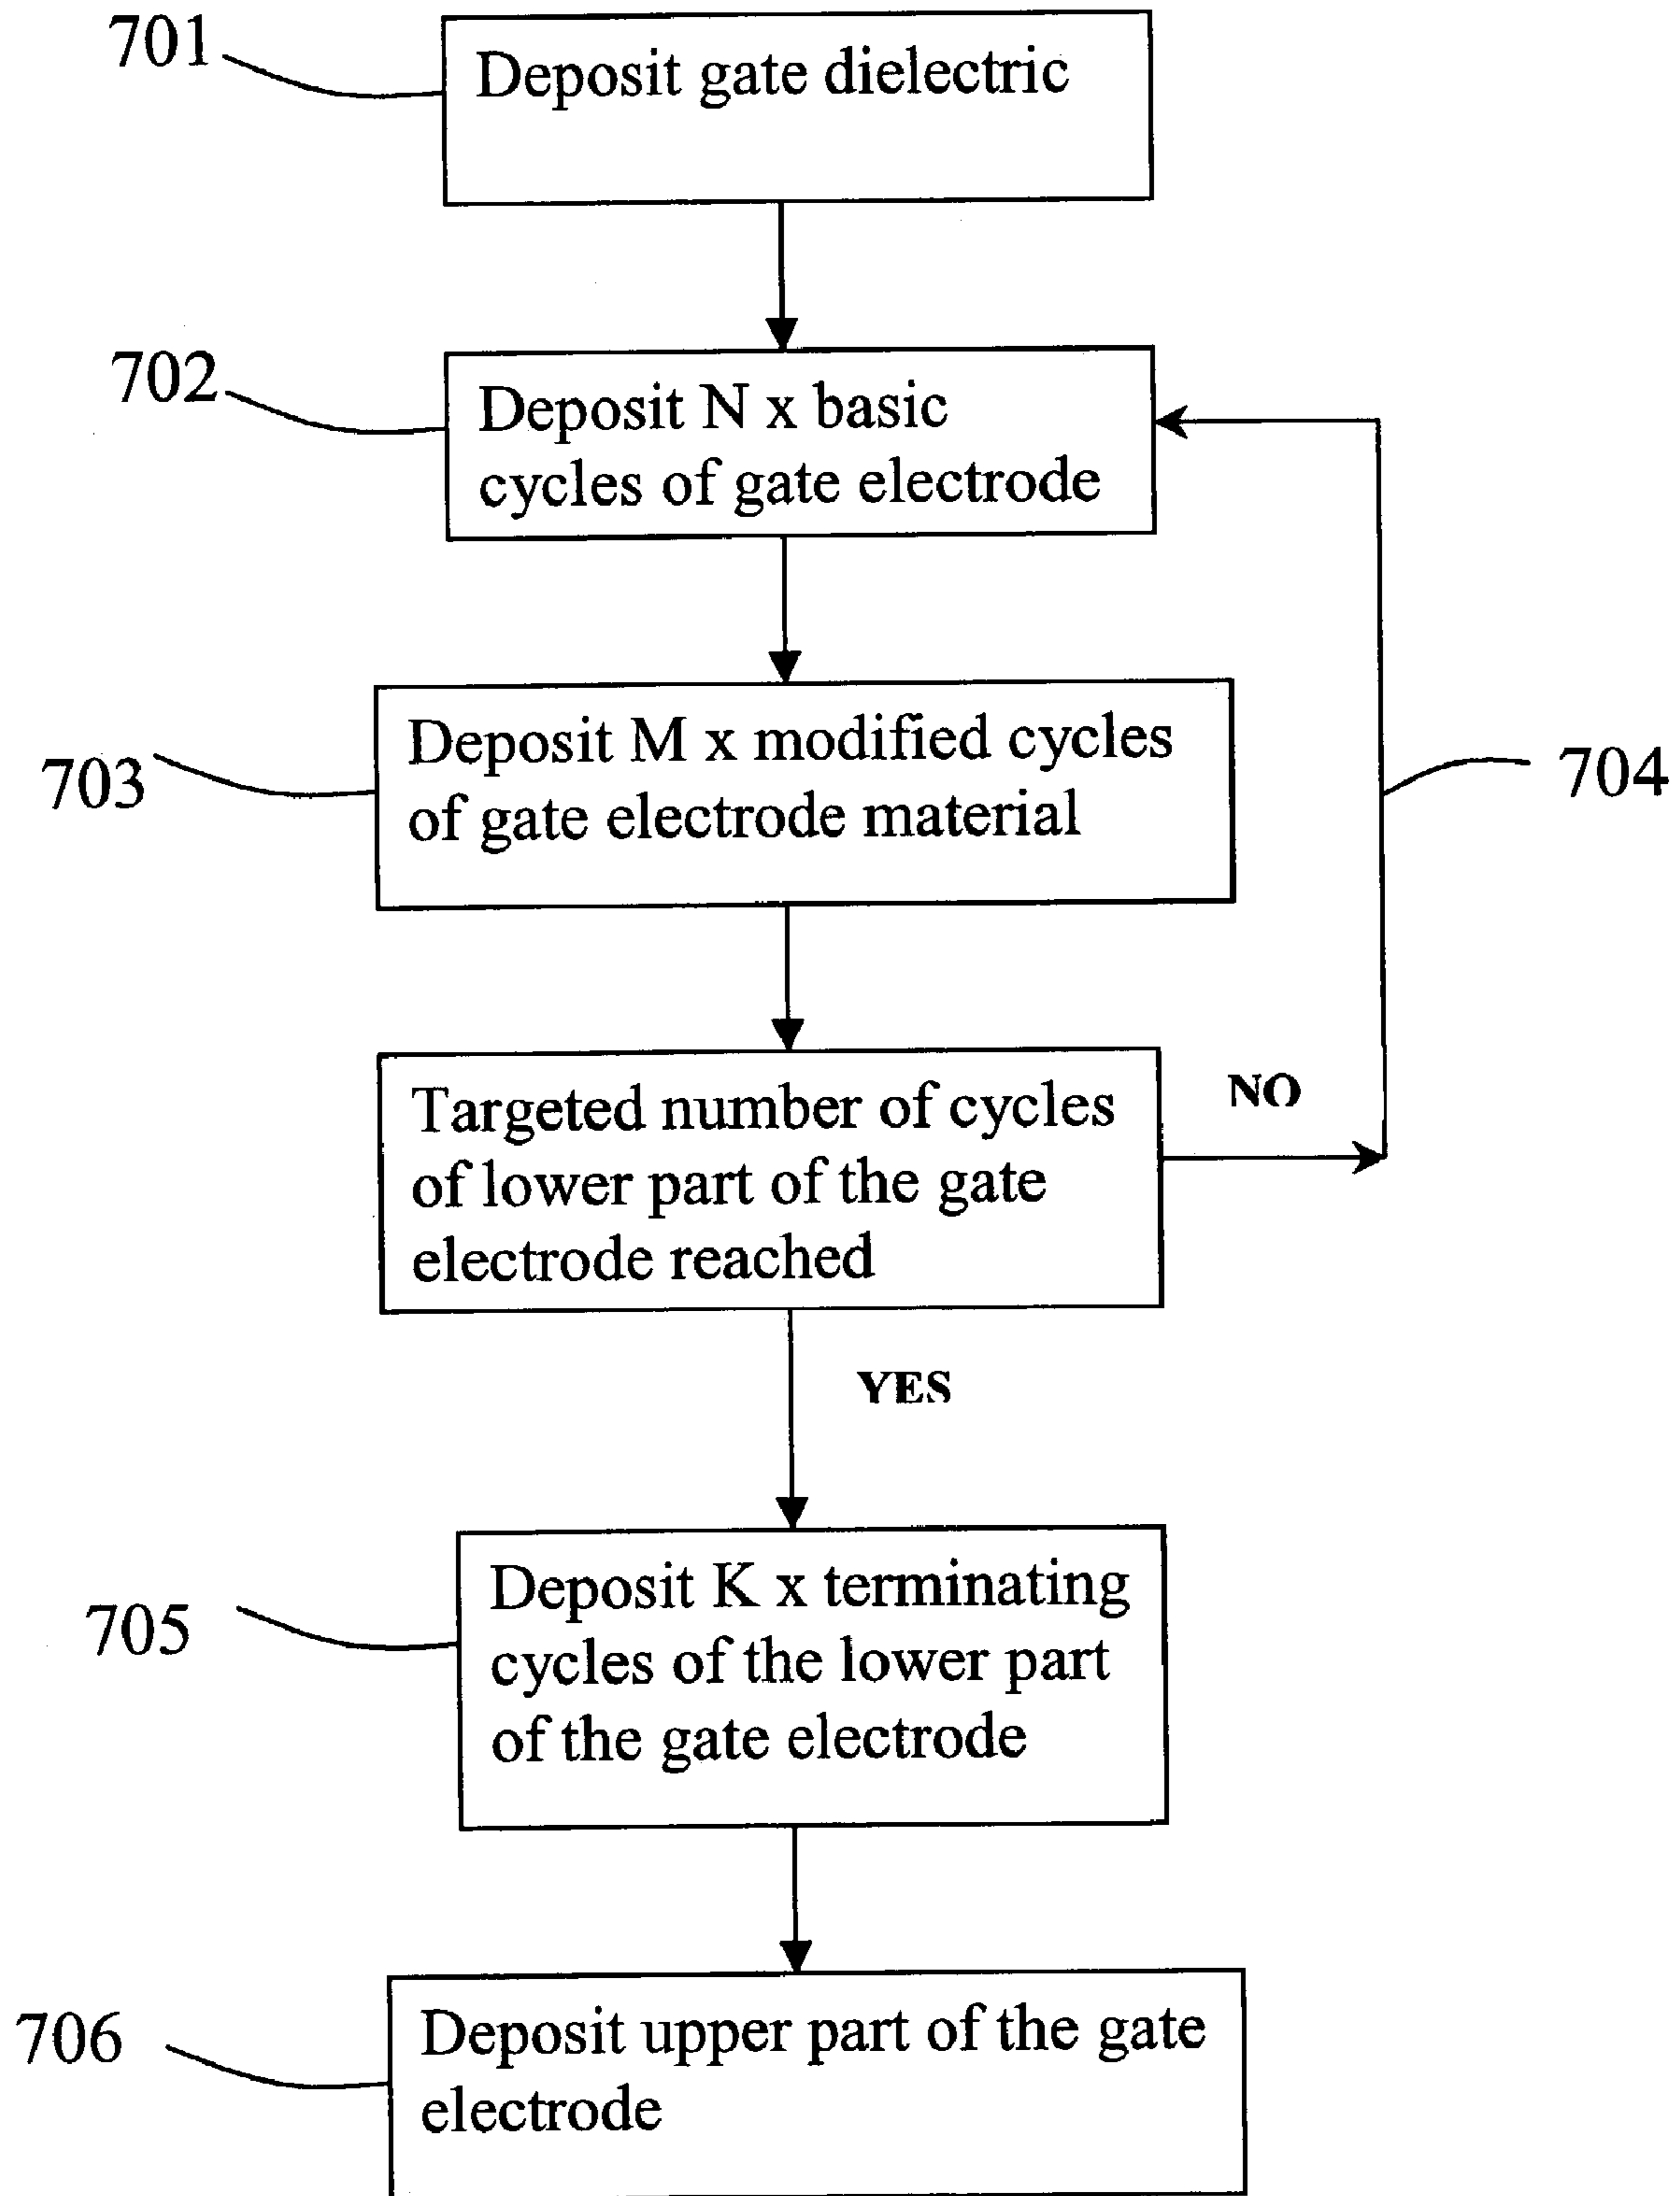 701
Deposit gate dielectric
702
Deposit N x basic
cycles of gate electrode
703
Deposit M x modified cycles
of gate electrode material
704
Targeted number of cycles
of lower part of the gate
electrode reached
NO
YES
705
Deposit K x terminating
cycles of the lower part
of the gate electrode
706
Deposit upper part of the gate
electrode